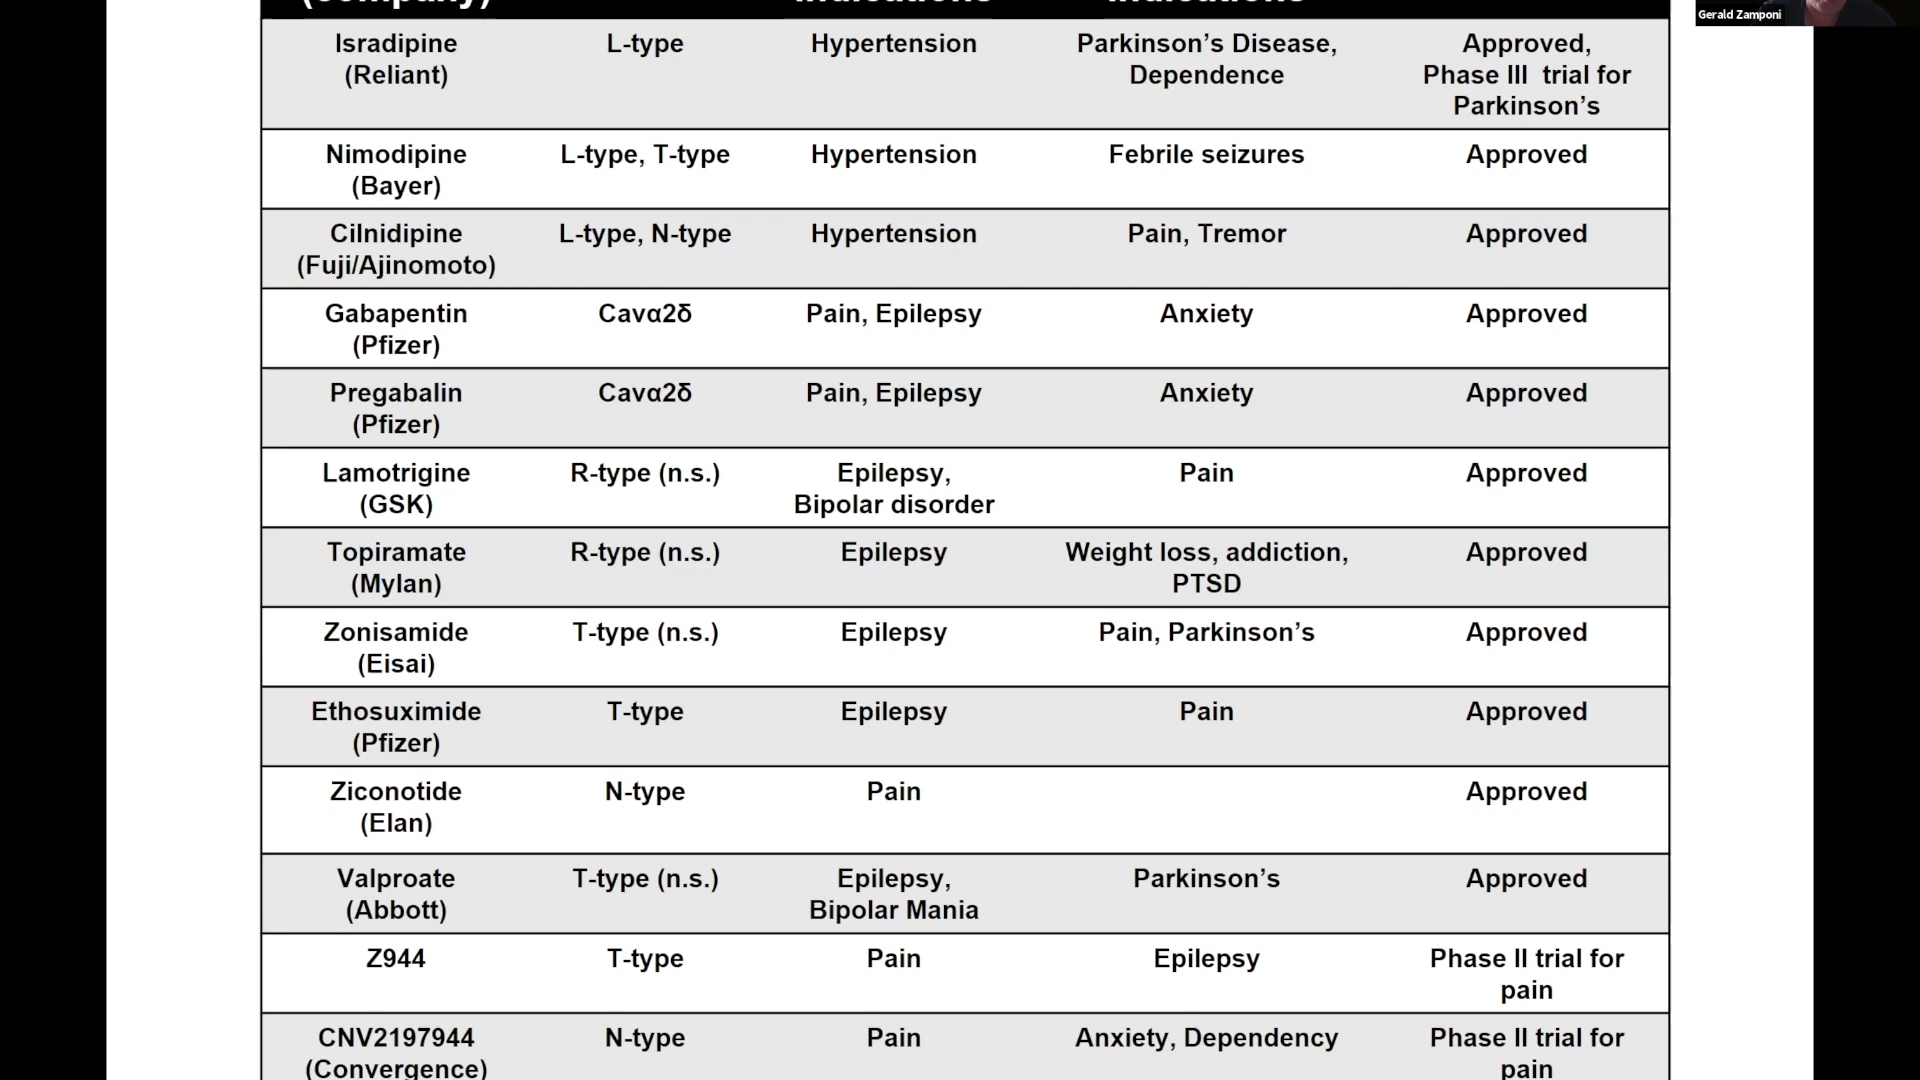 (company)
indications
indications
Gerald Zamponi
Isradipine L-type Hypertension Parkinson’s Disease, Approved,
(Reliant) Dependence Phase III trial for
Parkinson’s
Nimodipine L-type, T-type Hypertension Febrile seizures Approved
(Bayer)
Cilnidipine L-type, N-type Hypertension Pain, Tremor Approved
(Fuji/Ajinomoto)
Gabapentin Cavα2δ Pain, Epilepsy Anxiety Approved
(Pfizer)
Pregabalin Cavα2δ Pain, Epilepsy Anxiety Approved
(Pfizer)
Lamotrigine R-type (n.s.) Epilepsy, Pain Approved
(GSK) Bipolar disorder
Topiramate R-type (n.s.) Epilepsy Weight loss, addiction, Approved
(Mylan) PTSD
Zonisamide T-type (n.s.) Epilepsy Pain, Parkinson’s Approved
(Eisai)
Ethosuximide T-type Epilepsy Pain Approved
(Pfizer)
Ziconotide N-type Pain Approved
(Elan)
Valproate T-type (n.s.) Epilepsy, Parkinson’s Approved
(Abbott) Bipolar Mania
Z944 T-type Pain Epilepsy Phase II trial for
pain
CNV2197944 N-type Pain Anxiety, Dependency Phase II trial for
(Convergence) pain